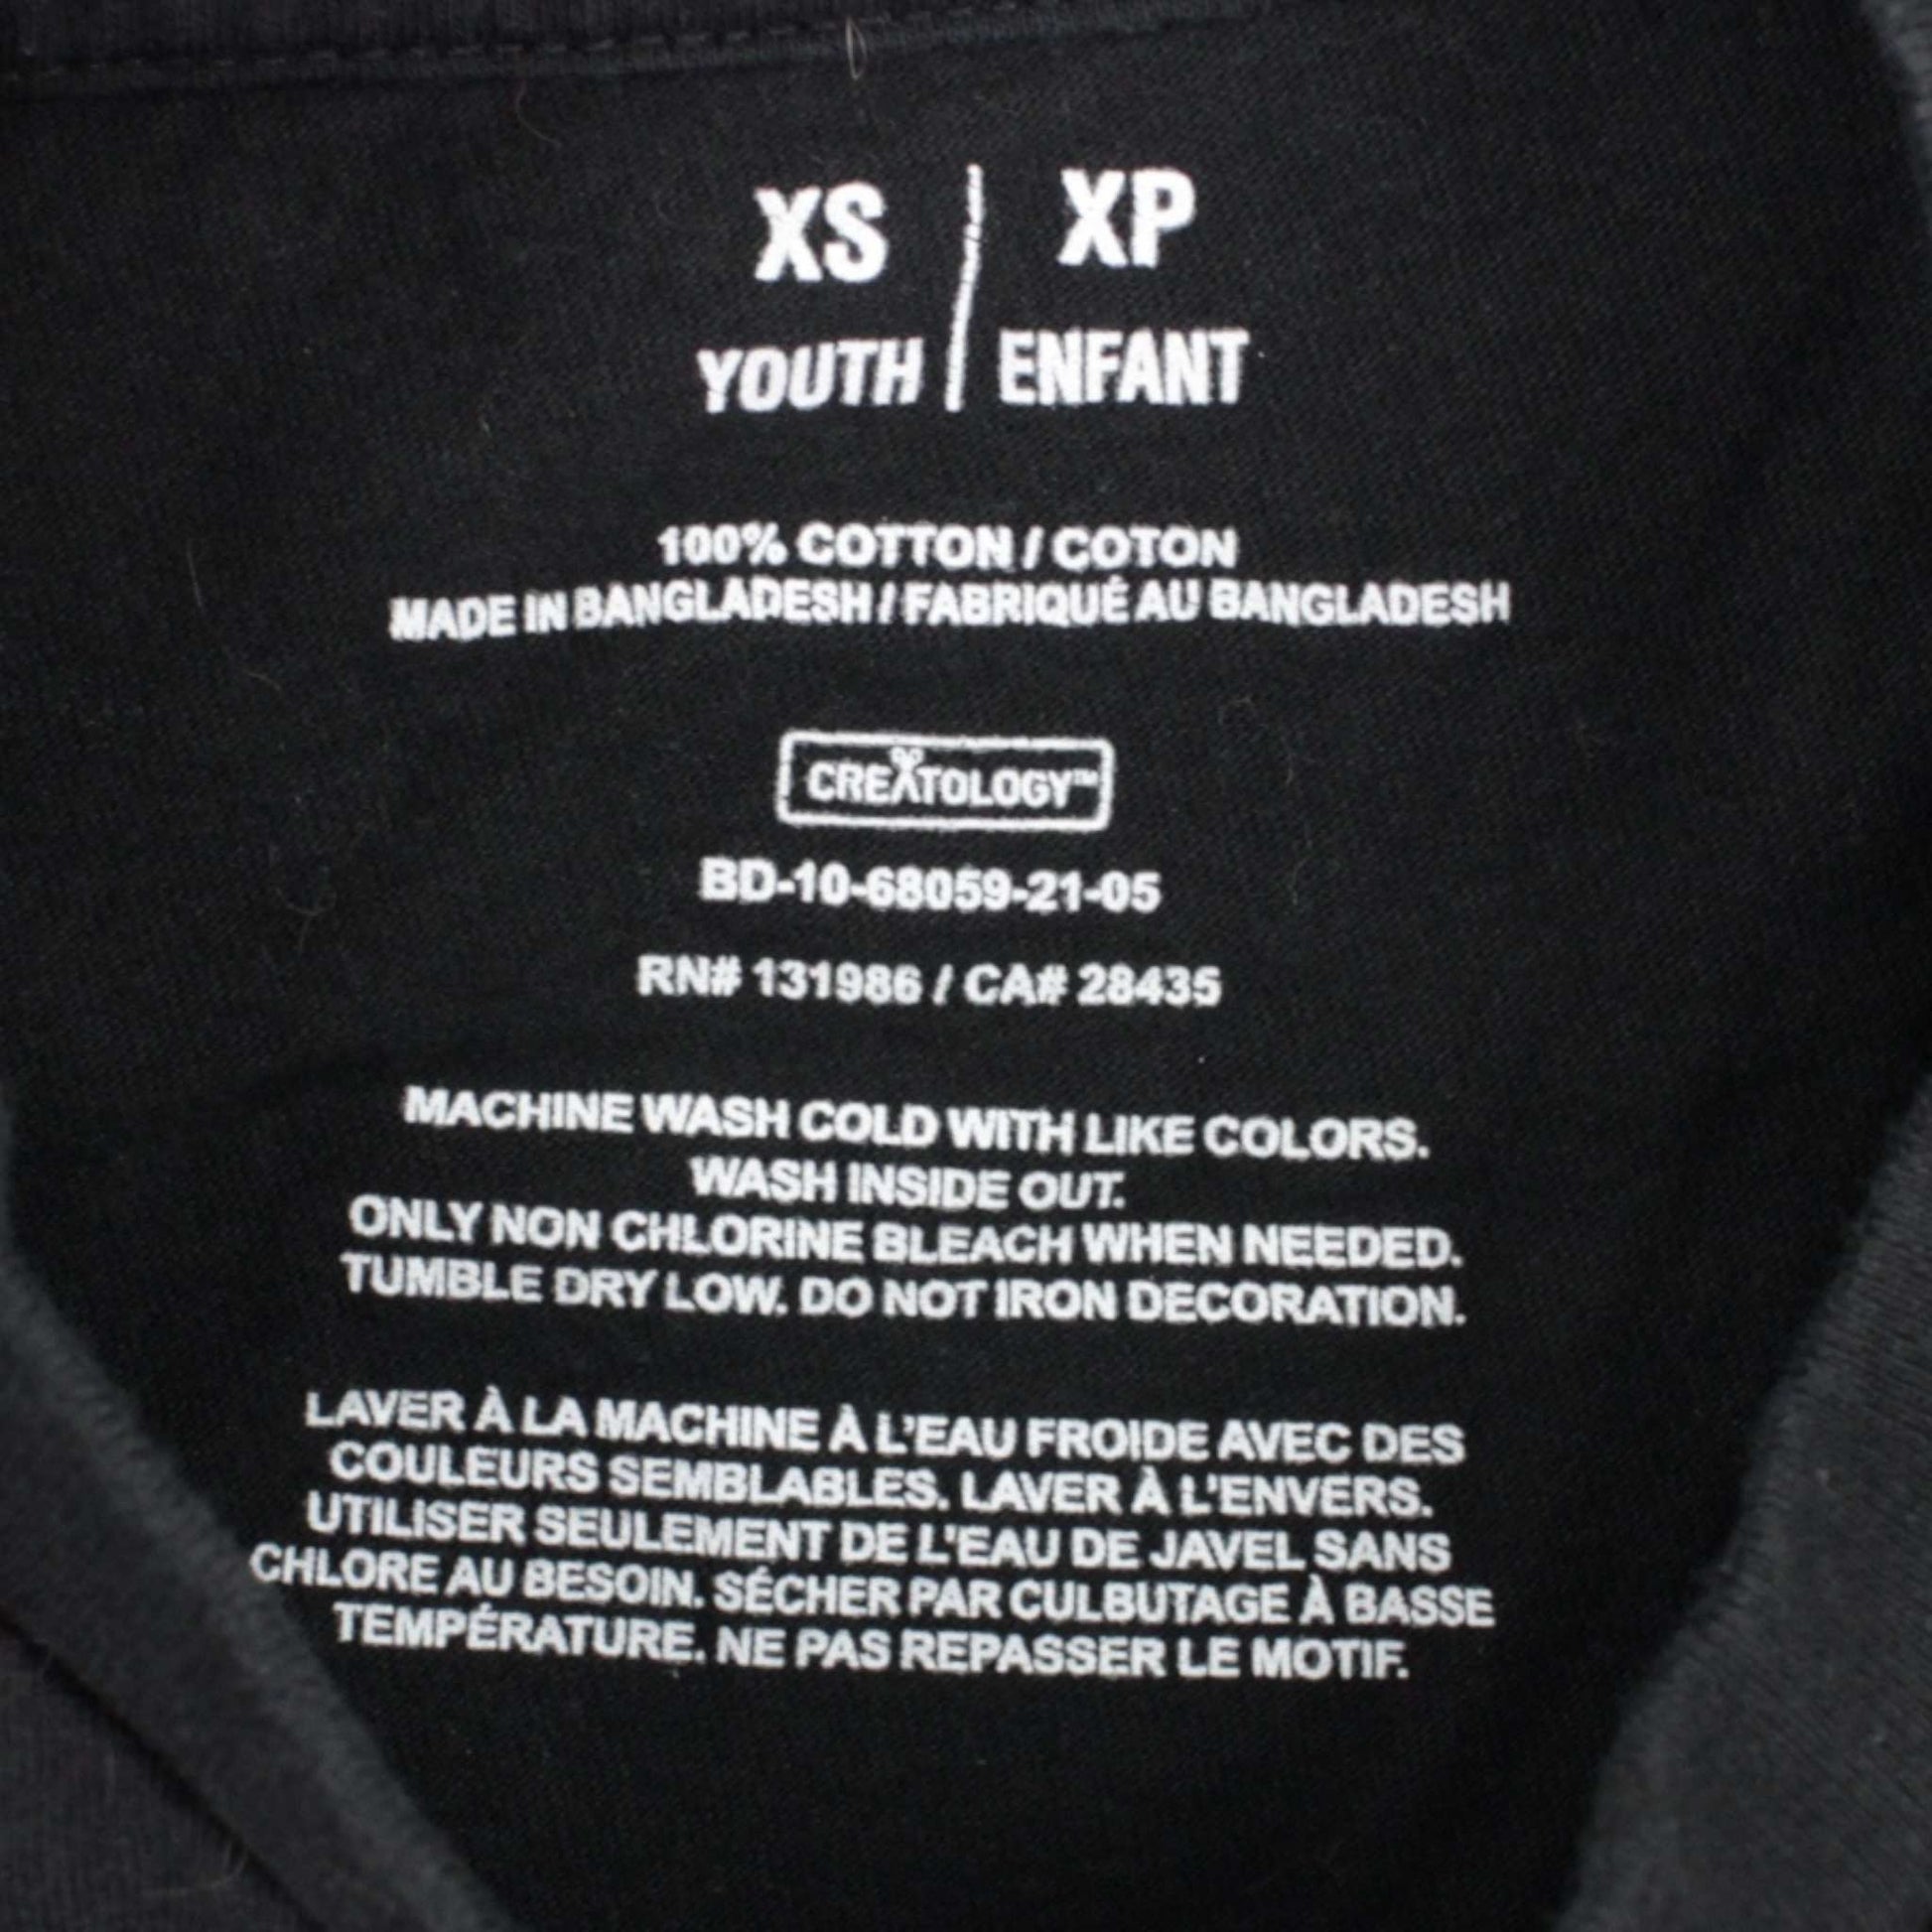 XS | XP
YOUTH | ENFANT
100% COTTON / COTON
MADE IN BANGLADESH / FABRIQUÉ AU BANGLADESH
CREATOLOGY™
BD-10-68059-21-05
RN# 131986 / CA# 28435
MACHINE WASH COLD WITH LIKE COLORS.
WASH INSIDE OUT.
ONLY NON CHLORINE BLEACH WHEN NEEDED.
TUMBLE DRY LOW. DO NOT IRON DECORATION.
LAVER À LA MACHINE À L'EAU FROIDE AVEC DES
COULEURS SEMBLABLES. LAVER À L'ENVERS.
UTILISER SEULEMENT DE L'EAU DE JAVEL SANS
CHLORE AU BESOIN. SÉCHER PAR CULBUTAGE À BASSE
TEMPÉRATURE. NE PAS REPASSER LE MOTIF.